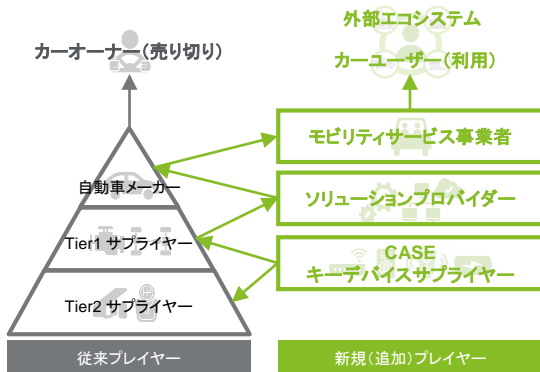 カーオーナー(売り切り)
自動車メーカー
Tier1 サプライヤー
Tier2 サプライヤー
従来プレイヤー
外部エコシステム
カーユーザー(利用)
モビリティサービス事業者
ソリューションプロバイダー
CASE
キーデバイスサプライヤー
新規(追加)プレイヤー